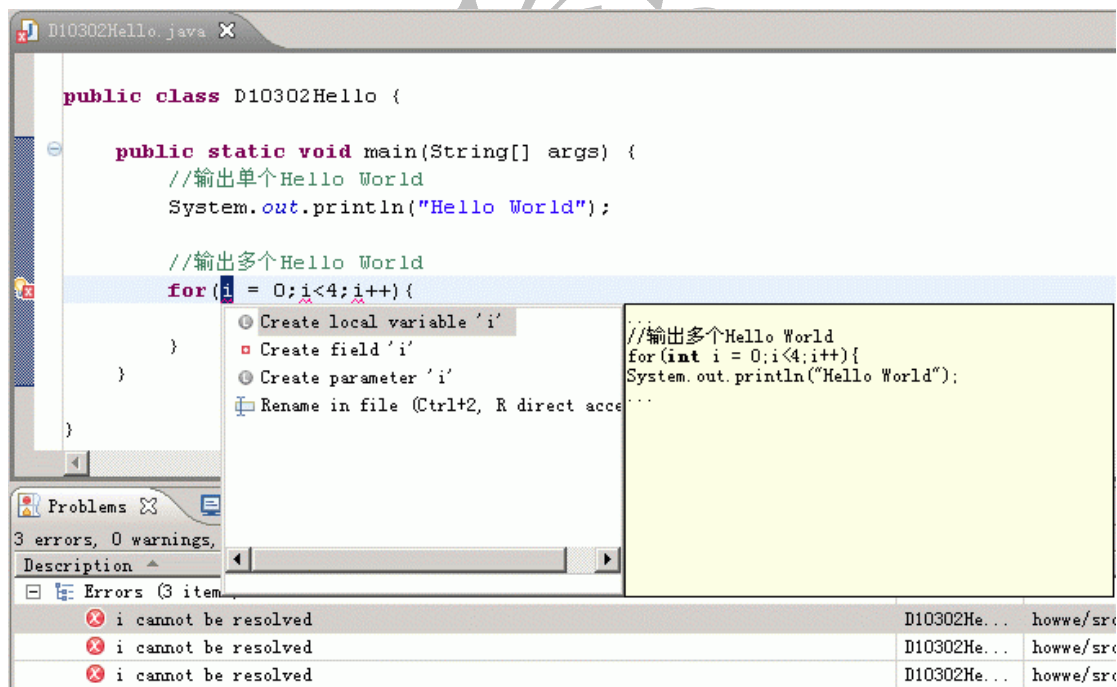 D10302Hello.java
public class D10302Hello {
public static void main(String[] args) {
//输出单个Hello World
System.out.println("Hello World");
//输出多个Hello World
for(i = 0;i<4;i++){
}
}
}
Create local variable 'i'
Create field 'i'
Create parameter 'i'
Rename in file (Ctrl+2, R direct acce
...
//输出多个Hello World
for(int i = 0;i<4;i++){
System.out.println("Hello World");
...
Problems
3 errors, 0 warnings,
Description
Errors (3 item
i cannot be resolved D10302He... howwe/src
i cannot be resolved D10302He... howwe/src
i cannot be resolved D10302He... howwe/src